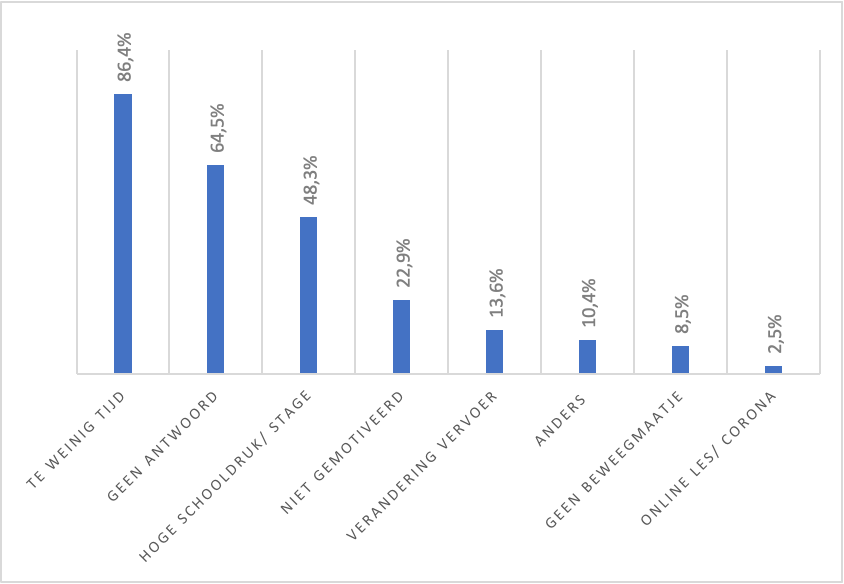 86,4%
64,5%
48,3%
22,9%
13,6%
10,4%
8,5%
2,5%
TE WEINIG TIJD
GEEN ANTWOORD
HOGE SCHOOLDRUK/ STAGE
NIET GEMOTIVEERD
VERANDERING VERVOER
ANDERS
GEEN BEWEEGMAATJE
ONLINE LES/ CORONA